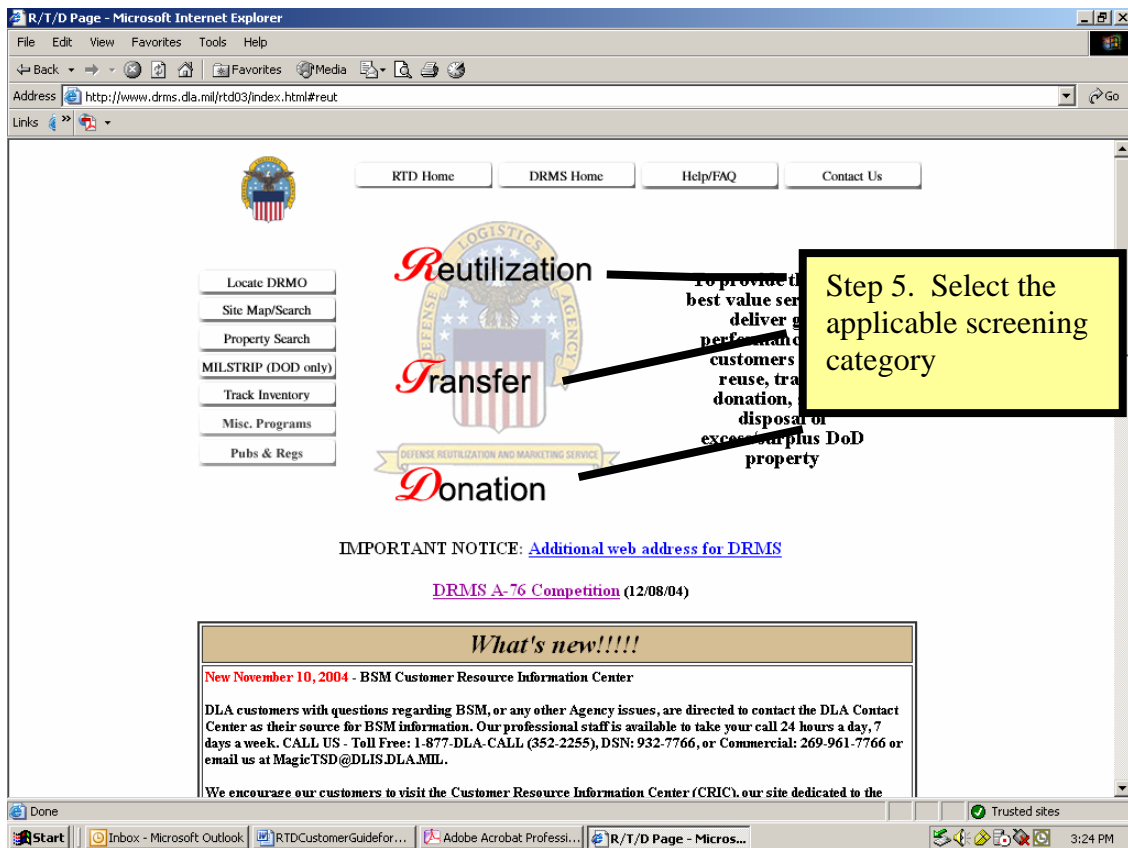 R/T/D Page - Microsoft Internet Explorer
File Edit View Favorites Tools Help
Back Favorites Media
Address http://www.drms.dla.mil/rtd03/index.html#reut Go
Links
RTD Home DRMS Home Help/FAQ Contact Us
LOGISTICS
DEFENSE
AGENCY
Reutilization
Transfer
Donation
DEFENSE REUTILIZATION AND MARKETING SERVICE
Locate DRMO
Site Map/Search
Property Search
MILSTRIP (DOD only)
Track Inventory
Misc. Programs
Pubs & Regs
To provide
best value
deliver
performance
customers
reuse,
donation,
disposal of
excess/surplus DoD
property
Step 5. Select the
applicable screening
category
IMPORTANT NOTICE: Additional web address for DRMS
DRMS A-76 Competition (12/08/04)
What's new!!!!!
New November 10, 2004 - BSM Customer Resource Information Center
DLA customers with questions regarding BSM, or any other Agency issues, are directed to contact the DLA Contact
Center as their source for BSM information. Our professional staff is available to take your call 24 hours a day, 7
days a week. CALL US - Toll Free: 1-877-DLA-CALL (352-2255), DSN: 932-7766, or Commercial: 269-961-7766 or
email us at MagicTSD@DLIS.DLA.MIL.
We encourage our customers to visit the Customer Resource Information Center (CRIC), our site dedicated to the
Done Trusted sites
Start Inbox - Microsoft Outlook RTDCustomerGuidefor... Adobe Acrobat Professi... R/T/D Page - Micros... 3:24 PM